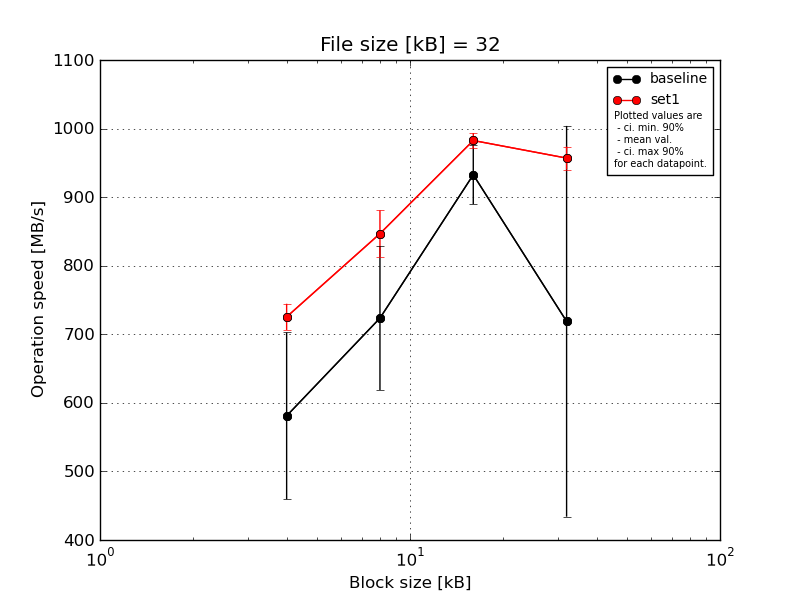 File size [kB] = 32
1100
1000
900
800
700
600
500
400
Operation speed [MB/s]
baseline
set1
Plotted values are
- ci. min. 90%
- mean val.
- ci. max 90%
for each datapoint.
10^0
10^1
10^2
Block size [kB]